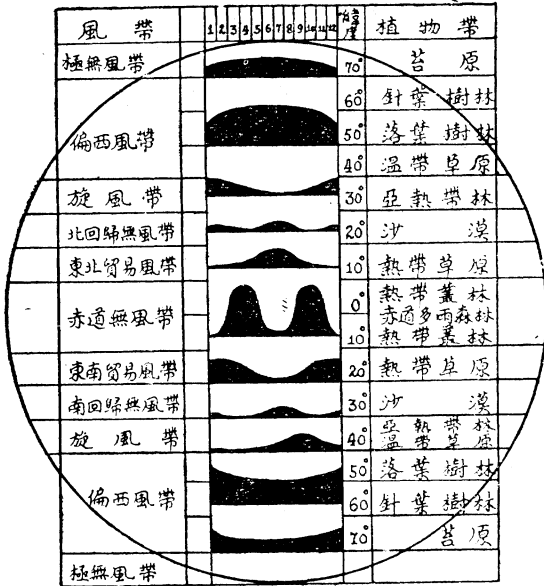 風帶 1 2 3 4 5 6 7 8 9 10 11 12 緯度 植物帶
極無風帶 70° 苔原
60° 針葉樹林
偏西風帶 50° 落葉樹林
40° 溫帶草原
旋風帶 30° 亞熱帶林
北回歸無風帶 20° 沙漠
東北貿易風帶 10° 熱帶草原
赤道無風帶 0° 熱帶叢林
赤道多雨森林
10° 熱帶叢林
東南貿易風帶 20° 熱帶草原
南回歸無風帶 30° 沙漠
旋風帶 40° 亞熱帶林
溫帶草原
50° 落葉樹林
偏西風帶 60° 針葉樹林
70° 苔原
極無風帶